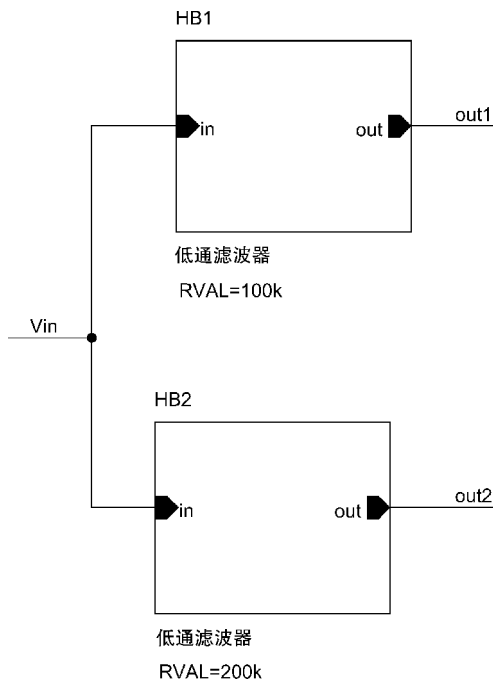 HB1
in
out
out1
低通滤波器
RVAL=100k
Vin
HB2
in
out
out2
低通滤波器
RVAL=200k